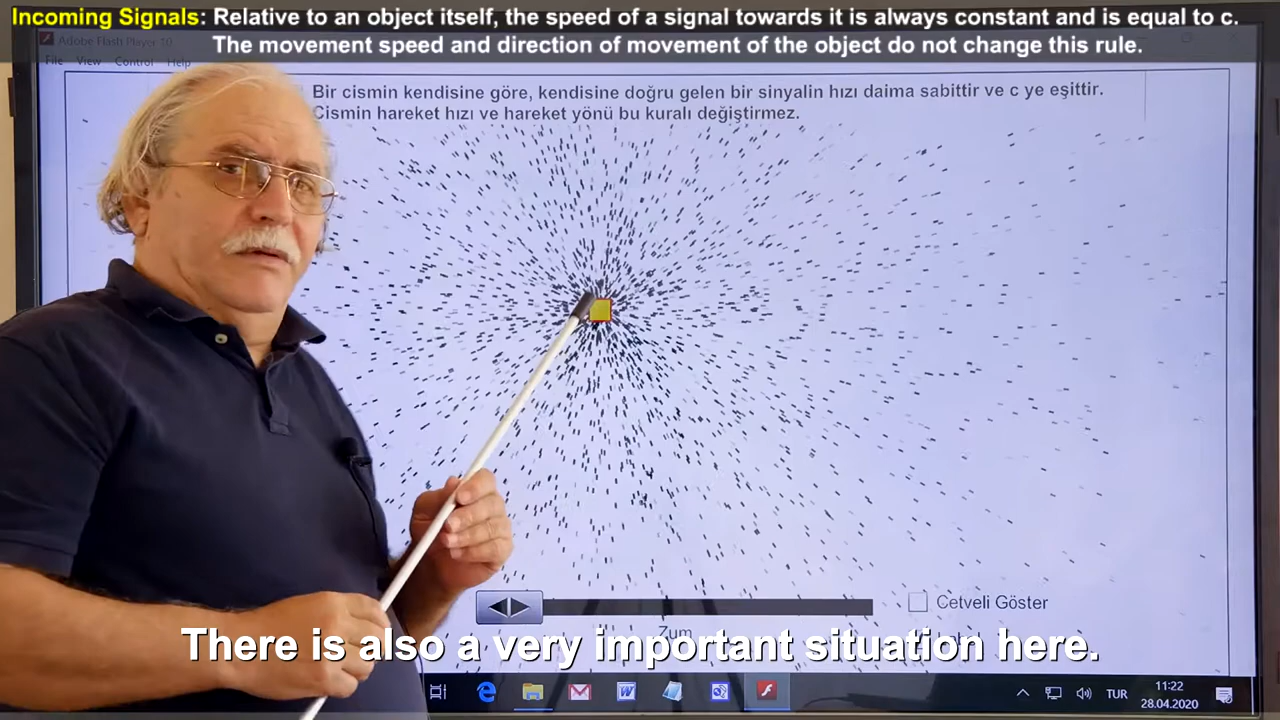 Incoming Signals: Relative to an object itself, the speed of a signal towards it is always constant and is equal to c.
The movement speed and direction of movement of the object do not change this rule.
Adobe Flash Player 10
File View Control Help
Bir cismin kendisine göre, kendisine doğru gelen bir sinyalin hızı daima sabittir ve c ye eşittir.
Cismin hareket hızı ve hareket yönü bu kuralı değiştirmez.
Cetveli Göster
Zum
There is also a very important situation here.
TUR
11:22
28.04.2020